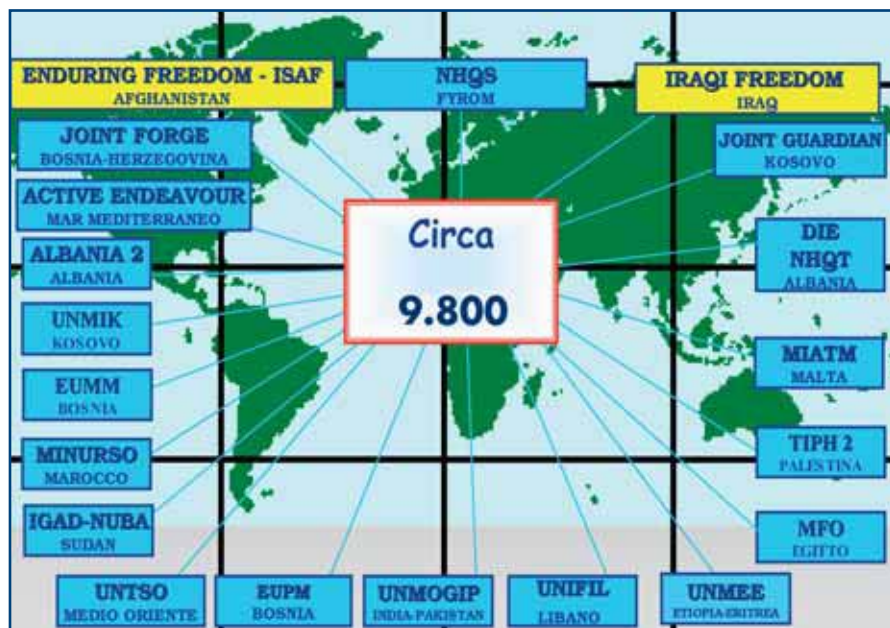 ENDURING FREEDOM - ISAF
AFGHANISTAN
NHQS
FYROM
IRAQI FREEDOM
IRAQ
JOINT FORGE
BOSNIA-HERZEGOVINA
JOINT GUARDIAN
KOSOVO
ACTIVE ENDEAVOUR
MAR MEDITERRANEO
Circa
9.800
DIE
NHQT
ALBANIA
ALBANIA 2
ALBANIA
UNMIK
KOSOVO
MIATM
MALTA
EUMM
BOSNIA
TIPH 2
PALESTINA
MINURSO
MAROCCO
IGAD-NUBA
SUDAN
MFO
EGITTO
UNTSO
MEDIO ORIENTE
EUPM
BOSNIA
UNMOGIP
INDIA-PAKISTAN
UNIFIL
LIBANO
UNMEE
ETIOPIA-ERITREA